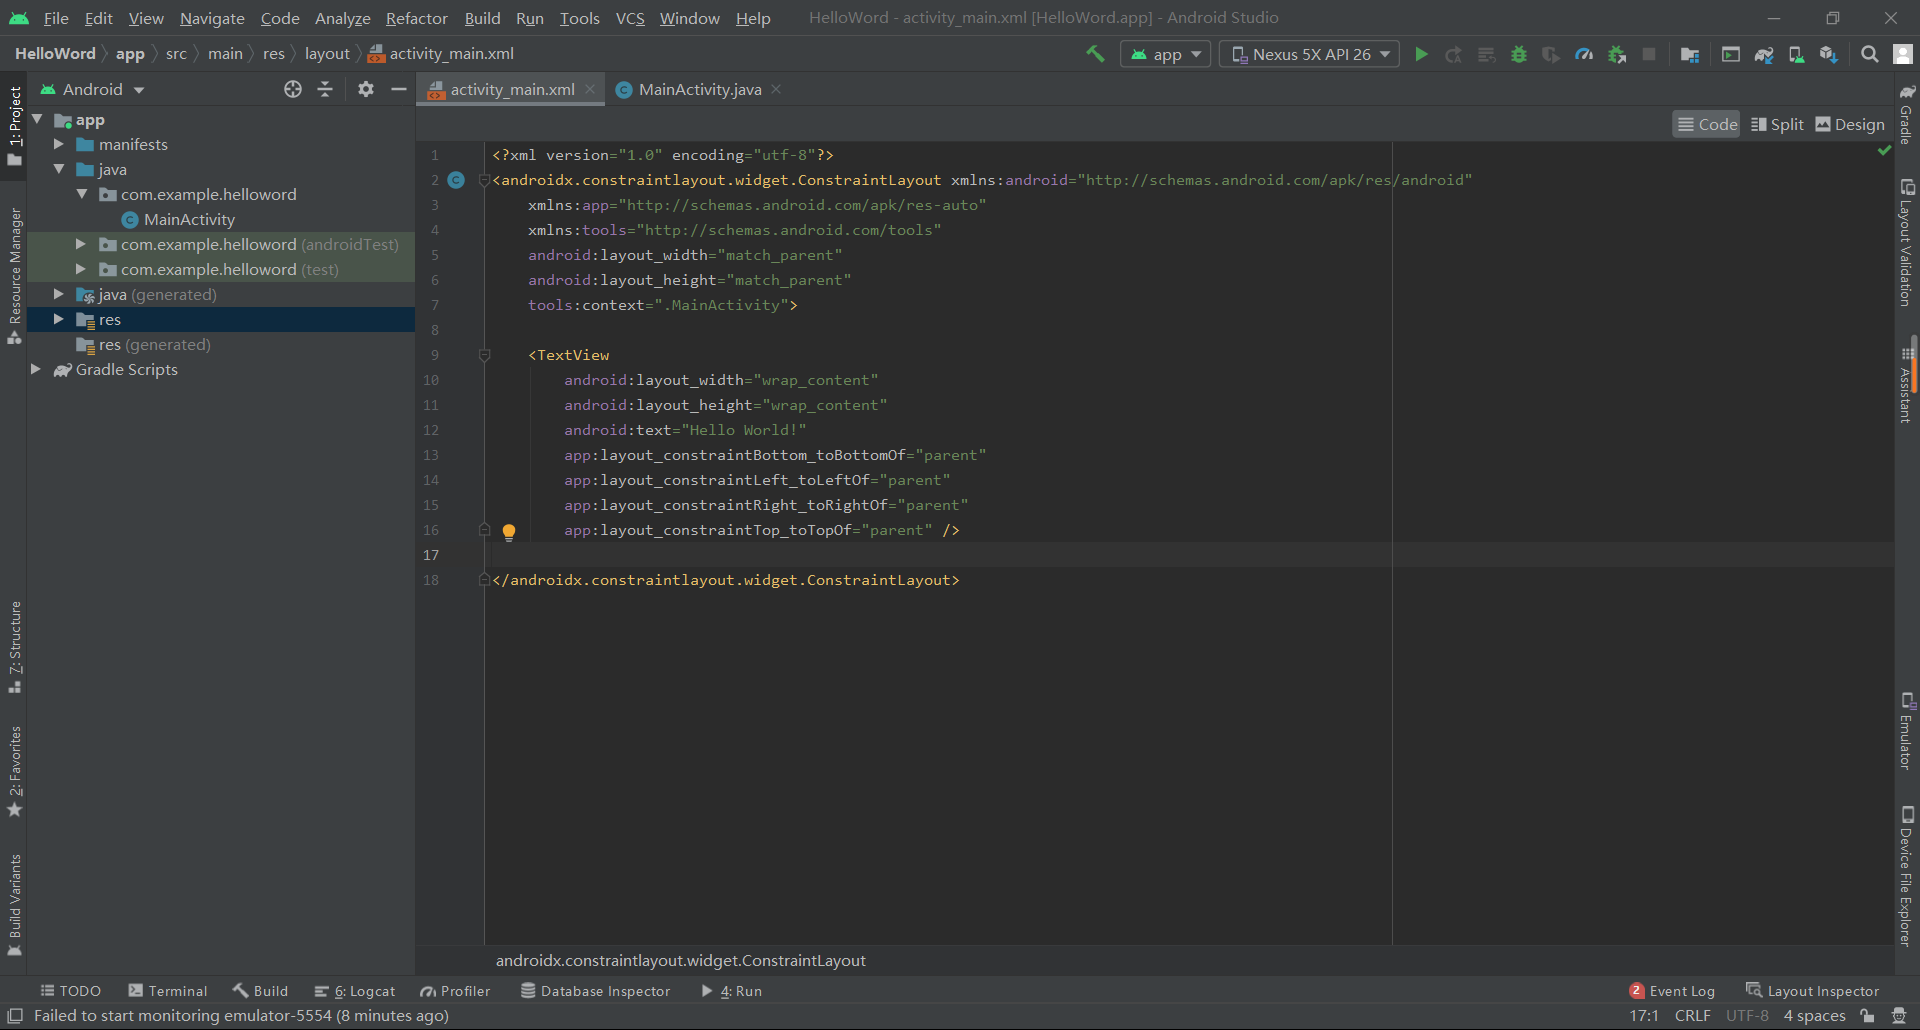 File Edit View Navigate Code Analyze Refactor Build Run Tools VCS Window Help HelloWord - activity_main.xml [HelloWord.app] - Android Studio
HelloWord app src main res layout activity_main.xml app Nexus 5X API 26
Android
activity_main.xml MainActivity.java
Code Split Design
app
manifests
java
com.example.helloword
MainActivity
com.example.helloword (androidTest)
com.example.helloword (test)
java (generated)
res
res (generated)
Gradle Scripts
1: Project
Resource Manager
7: Structure
2: Favorites
Build Variants
1 <?xml version="1.0" encoding="utf-8"?>
2 <androidx.constraintlayout.widget.ConstraintLayout xmlns:android="http://schemas.android.com/apk/res/android"
3 xmlns:app="http://schemas.android.com/apk/res-auto"
4 xmlns:tools="http://schemas.android.com/tools"
5 android:layout_width="match_parent"
6 android:layout_height="match_parent"
7 tools:context=".MainActivity">
8
9 <TextView
10 android:layout_width="wrap_content"
11 android:layout_height="wrap_content"
12 android:text="Hello World!"
13 app:layout_constraintBottom_toBottomOf="parent"
14 app:layout_constraintLeft_toLeftOf="parent"
15 app:layout_constraintRight_toRightOf="parent"
16 app:layout_constraintTop_toTopOf="parent" />
17
18 </androidx.constraintlayout.widget.ConstraintLayout>
androidx.constraintlayout.widget.ConstraintLayout
Gradle
Layout Validation
Assistant
Emulator
Device File Explorer
TODO Terminal Build 6: Logcat Profiler Database Inspector 4: Run 2 Event Log Layout Inspector
Failed to start monitoring emulator-5554 (8 minutes ago) 17:1 CRLF UTF-8 4 spaces